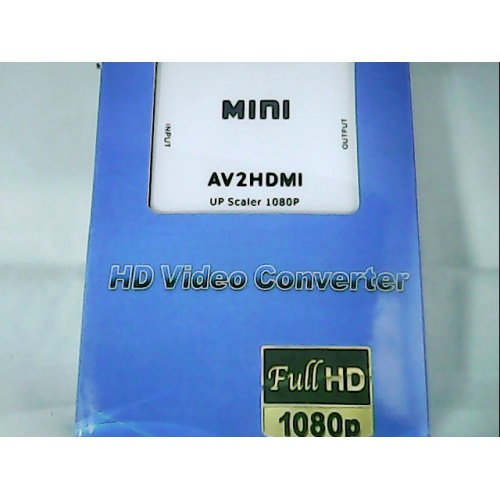 MINI
INPUT
OUTPUT
AV2HDMI
UP Scaler 1080P
HD Video Converter
Full HD
1080p